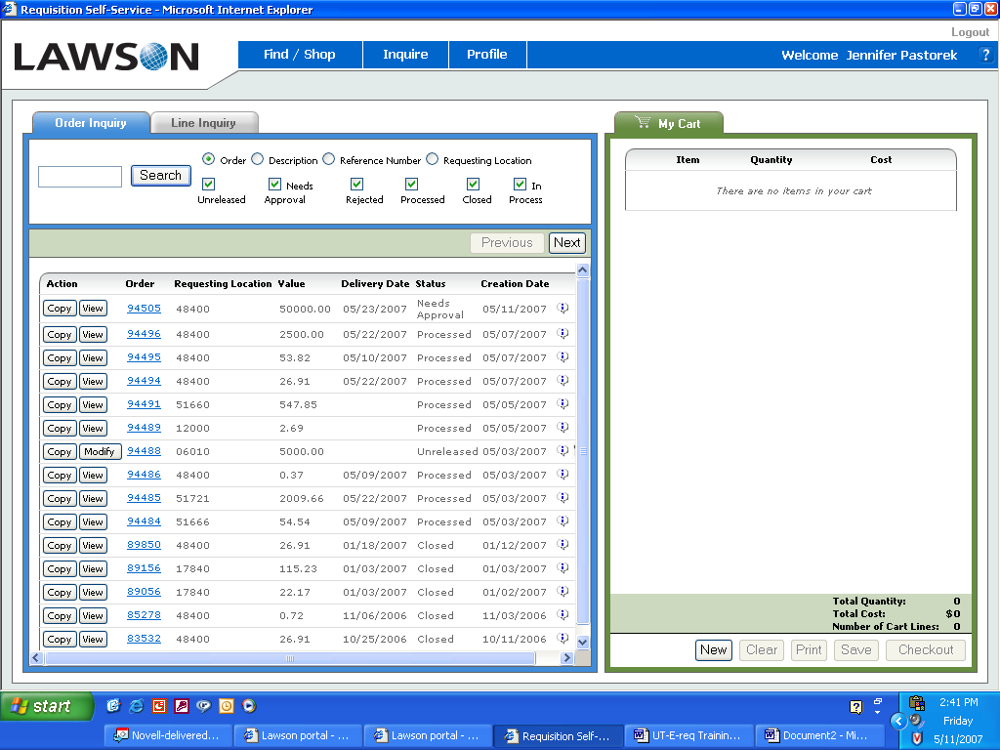 Requisition Self-Service - Microsoft Internet Explorer
Logout
LAWSON
Find / Shop Inquire Profile Welcome Jennifer Pastorek ?
Order Inquiry Line Inquiry
Order Description Reference Number Requesting Location
Search
Unreleased Needs Approval Rejected Processed Closed In Process
Previous Next
Action Order Requesting Location Value Delivery Date Status Creation Date
Copy View 94505 48400 50000.00 05/23/2007 Needs Approval 05/11/2007
Copy View 94496 48400 2500.00 05/22/2007 Processed 05/07/2007
Copy View 94495 48400 53.82 05/10/2007 Processed 05/07/2007
Copy View 94494 48400 26.91 05/22/2007 Processed 05/07/2007
Copy View 94491 51660 547.85 Processed 05/05/2007
Copy View 94489 12000 2.69 Processed 05/05/2007
Copy Modify 94488 06010 5000.00 Unreleased 05/03/2007
Copy View 94486 48400 0.37 05/09/2007 Processed 05/03/2007
Copy View 94485 51721 2009.66 05/22/2007 Processed 05/03/2007
Copy View 94484 51666 54.54 05/09/2007 Processed 05/03/2007
Copy View 89850 48400 26.91 01/18/2007 Closed 01/12/2007
Copy View 89156 17840 115.23 01/03/2007 Closed 01/03/2007
Copy View 89056 17840 22.17 01/03/2007 Closed 01/02/2007
Copy View 85278 48400 0.72 11/06/2006 Closed 11/03/2006
Copy View 83532 48400 26.91 10/25/2006 Closed 10/11/2006
My Cart
Item Quantity Cost
There are no items in your cart
Total Quantity: 0
Total Cost: $0
Number of Cart Lines: 0
New Clear Print Save Checkout
start
Novell-delivered... Lawson portal - ... Lawson portal - ... Requisition Self-... UT-E-req Trainin... Document2 - Mi...
2:41 PM
Friday
5/11/2007